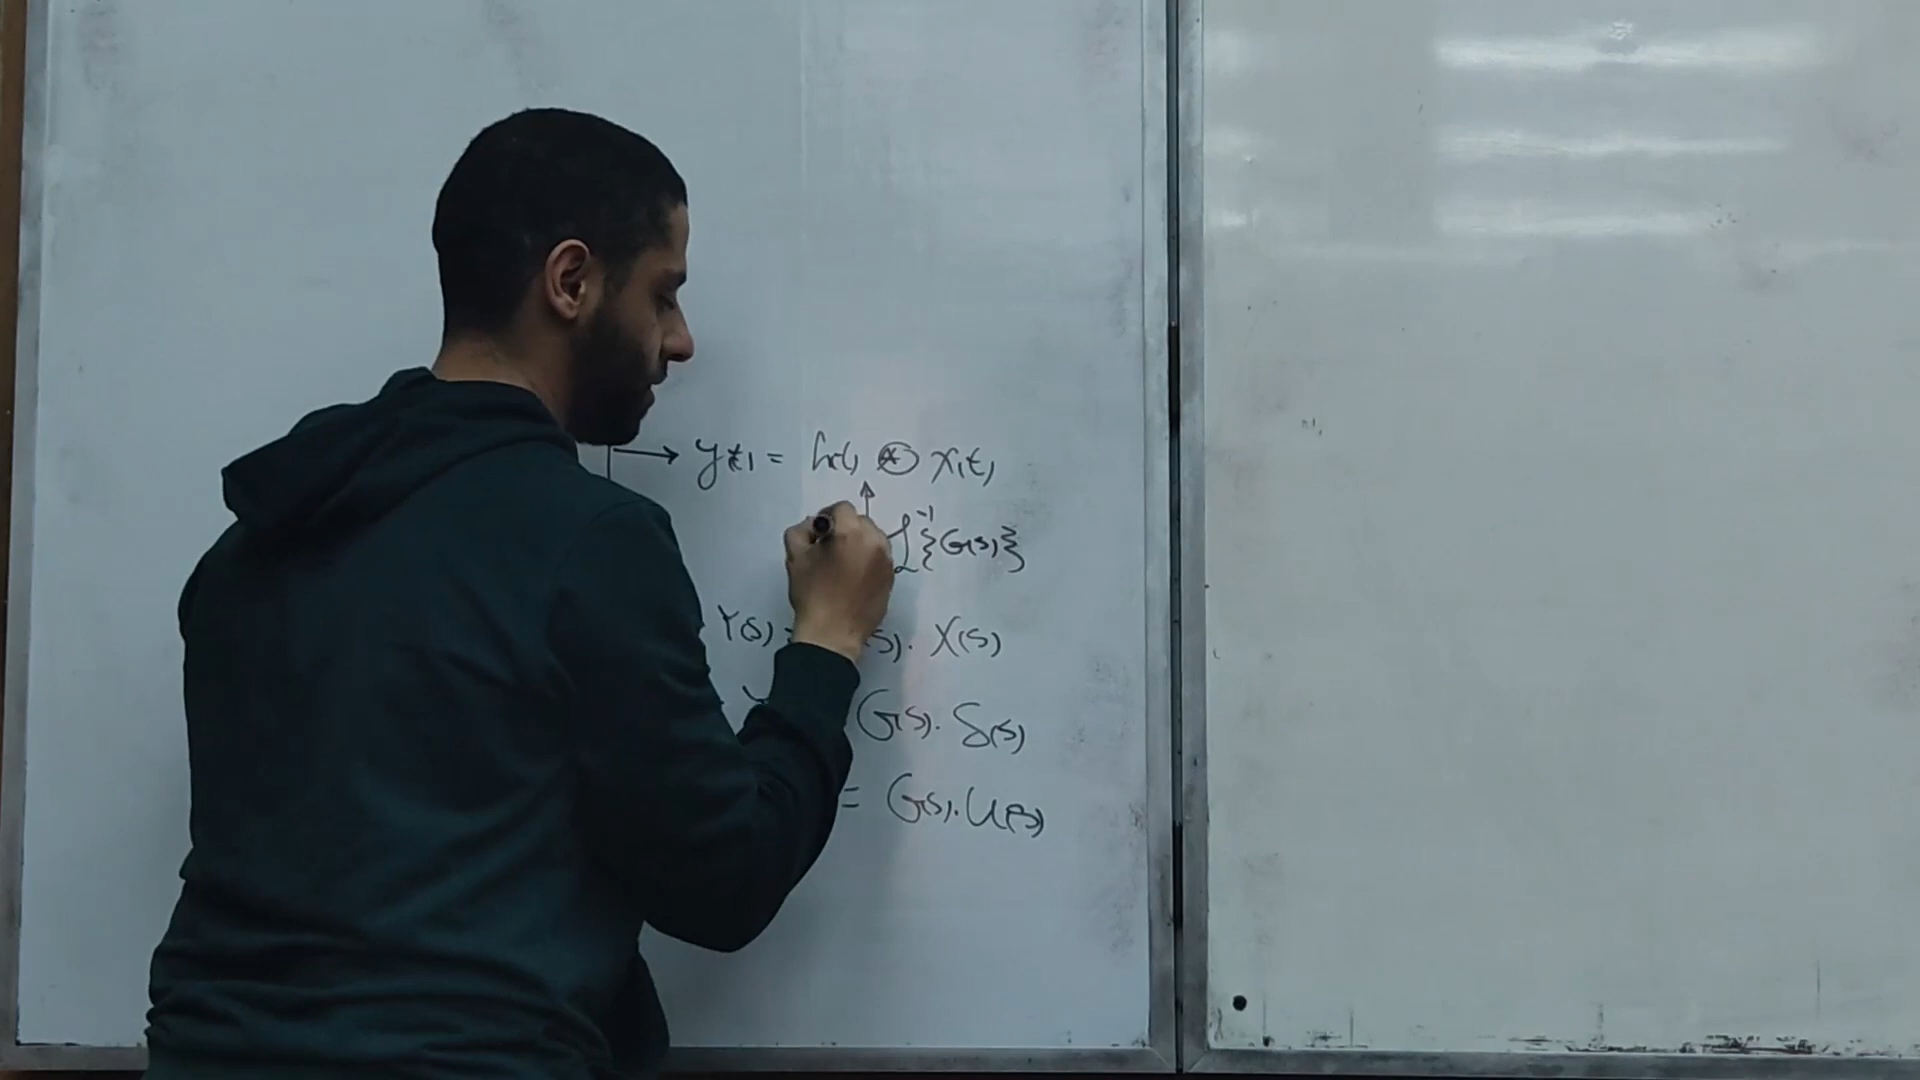 → y(t) = h(t) ⊛ x(t)
ℒ⁻¹{G(s)}
Y(s) (s). X(s)
G(s). δ(s)
= G(s). U(s)